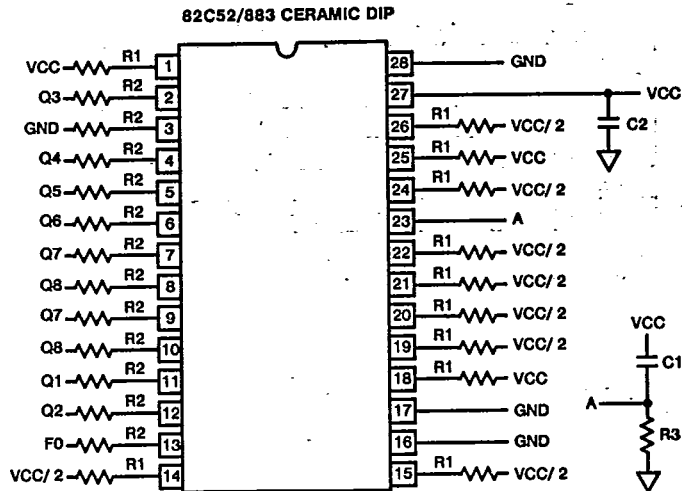 82C52/883 CERAMIC DIP
VCC R1 1
Q3 R2 2
GND R2 3
Q4 R2 4
Q5 R2 5
Q6 R2 6
Q7 R2 7
Q8 R2 8
Q7 R2 9
Q8 R2 10
Q1 R2 11
Q2 R2 12
F0 R2 13
VCC/2 R1 14
28 GND
27 VCC
C2
26 R1 VCC/2
25 R1 VCC
24 R1 VCC/2
23 A
22 R1 VCC/2
21 R1 VCC/2
20 R1 VCC/2
19 R1 VCC/2
18 R1 VCC
17 GND
16 GND
15 R1 VCC/2
VCC
C1
A
R3